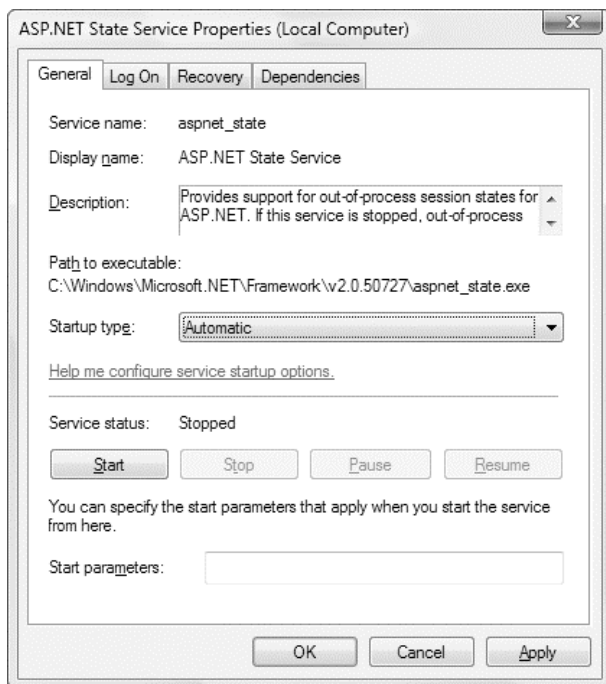 ASP.NET State Service Properties (Local Computer)
General Log On Recovery Dependencies
Service name: aspnet_state
Display name: ASP.NET State Service
Description: Provides support for out-of-process session states for
ASP.NET. If this service is stopped, out-of-process
Path to executable:
C:\Windows\Microsoft.NET\Framework\v2.0.50727\aspnet_state.exe
Startup type: Automatic
Help me configure service startup options.
Service status: Stopped
Start Stop Pause Resume
You can specify the start parameters that apply when you start the service
from here.
Start parameters:
OK Cancel Apply